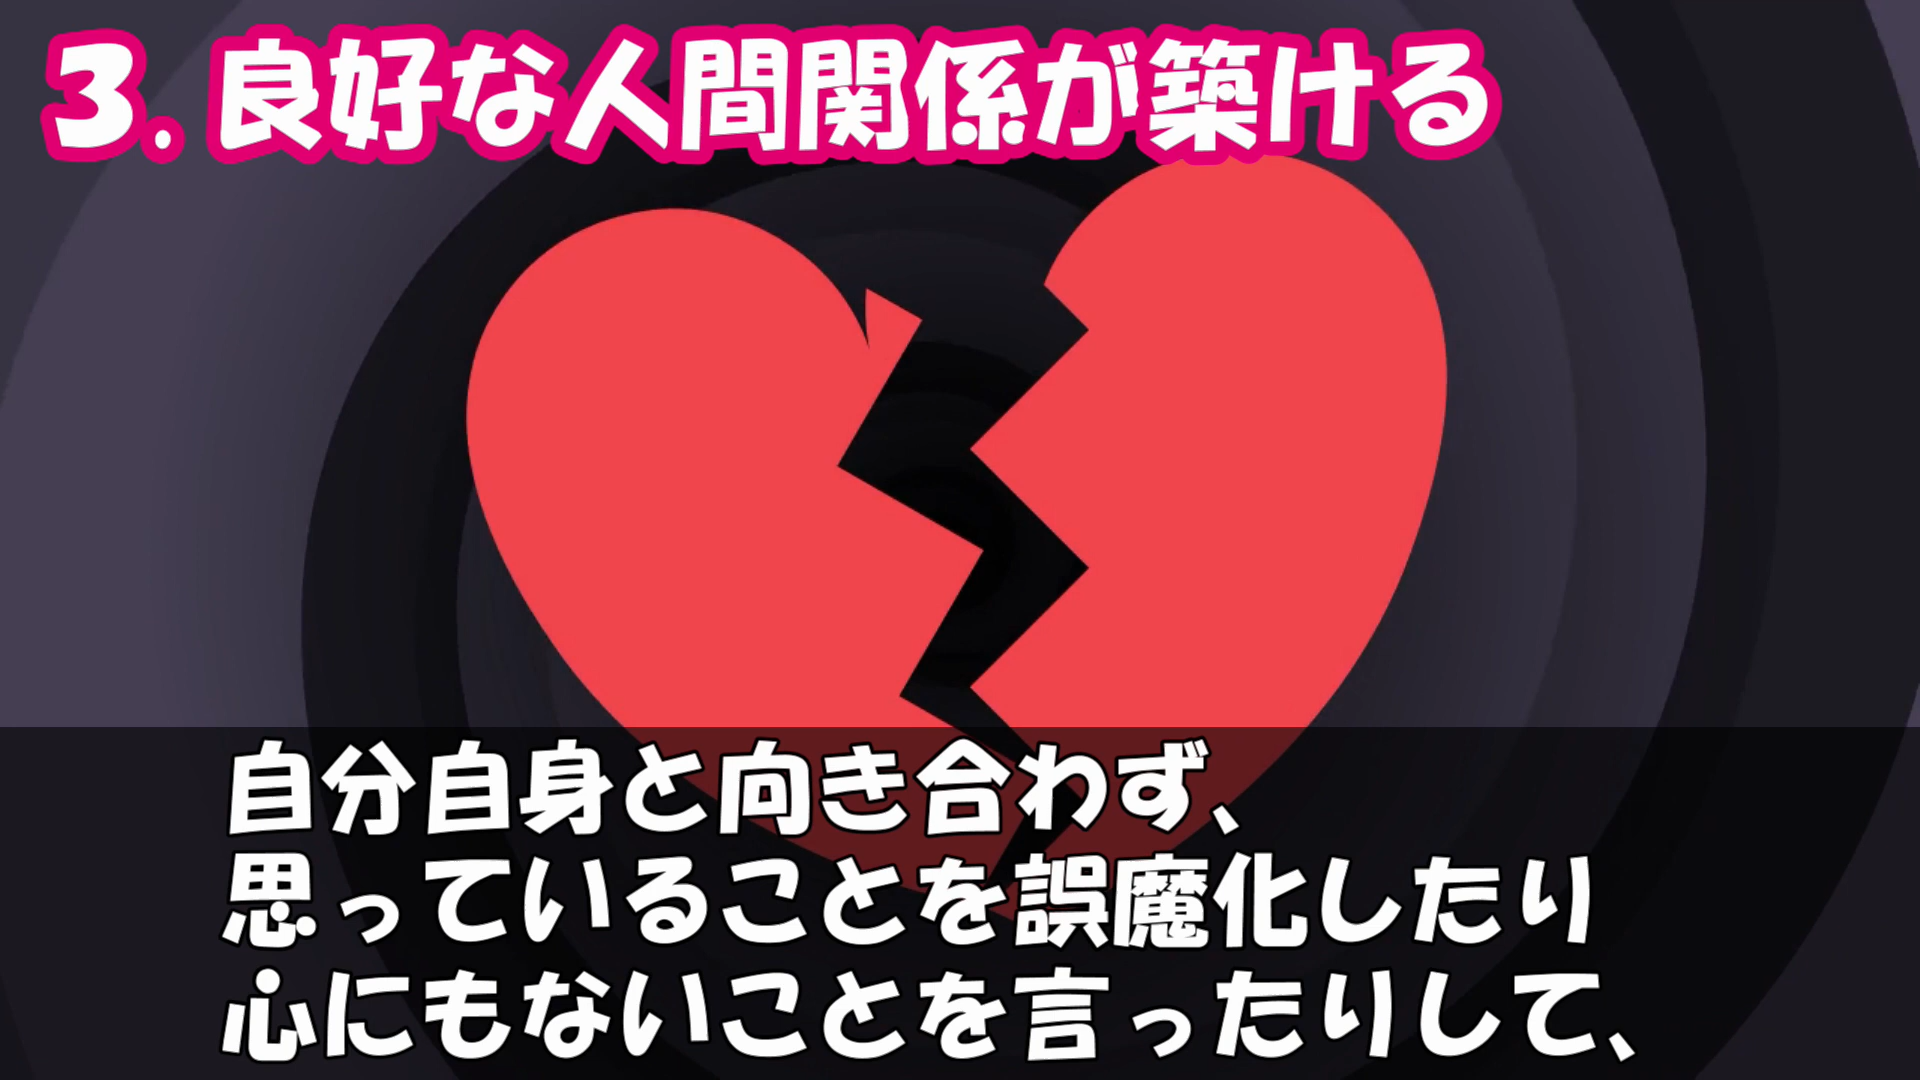 3.良好な人間関係が築ける
自分自身と向き合わず、
思っていることを誤魔化したり
心にもないことを言ったりして、